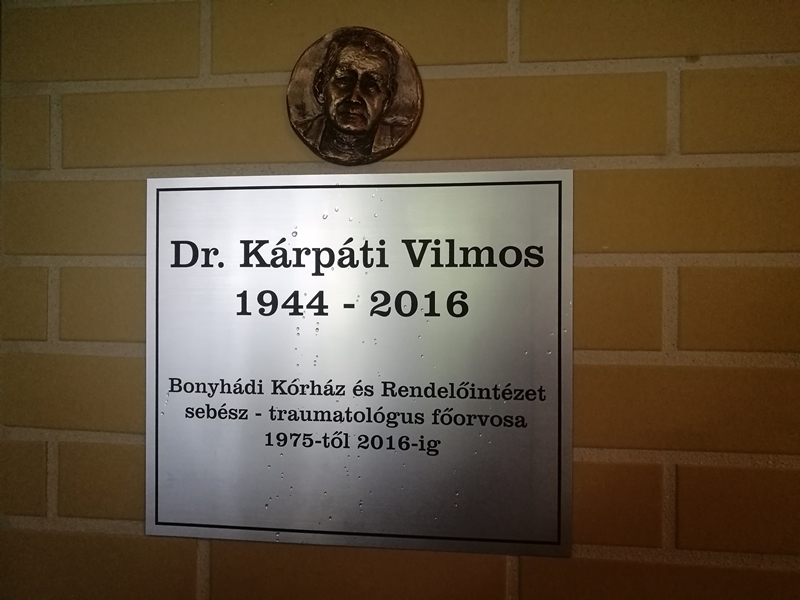 Dr. Kárpáti Vilmos
1944 - 2016
Bonyhádi Kórház és Rendelőintézet
sebész - traumatológus főorvosa
1975-től 2016-ig